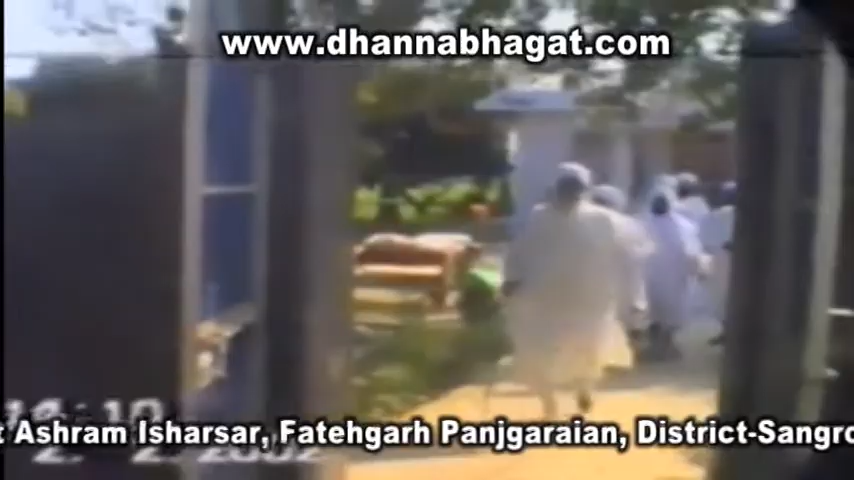 www.dhannabhagat.com
t Ashram Isharsar, Fatehgarh Panjgaraian, District-Sangro